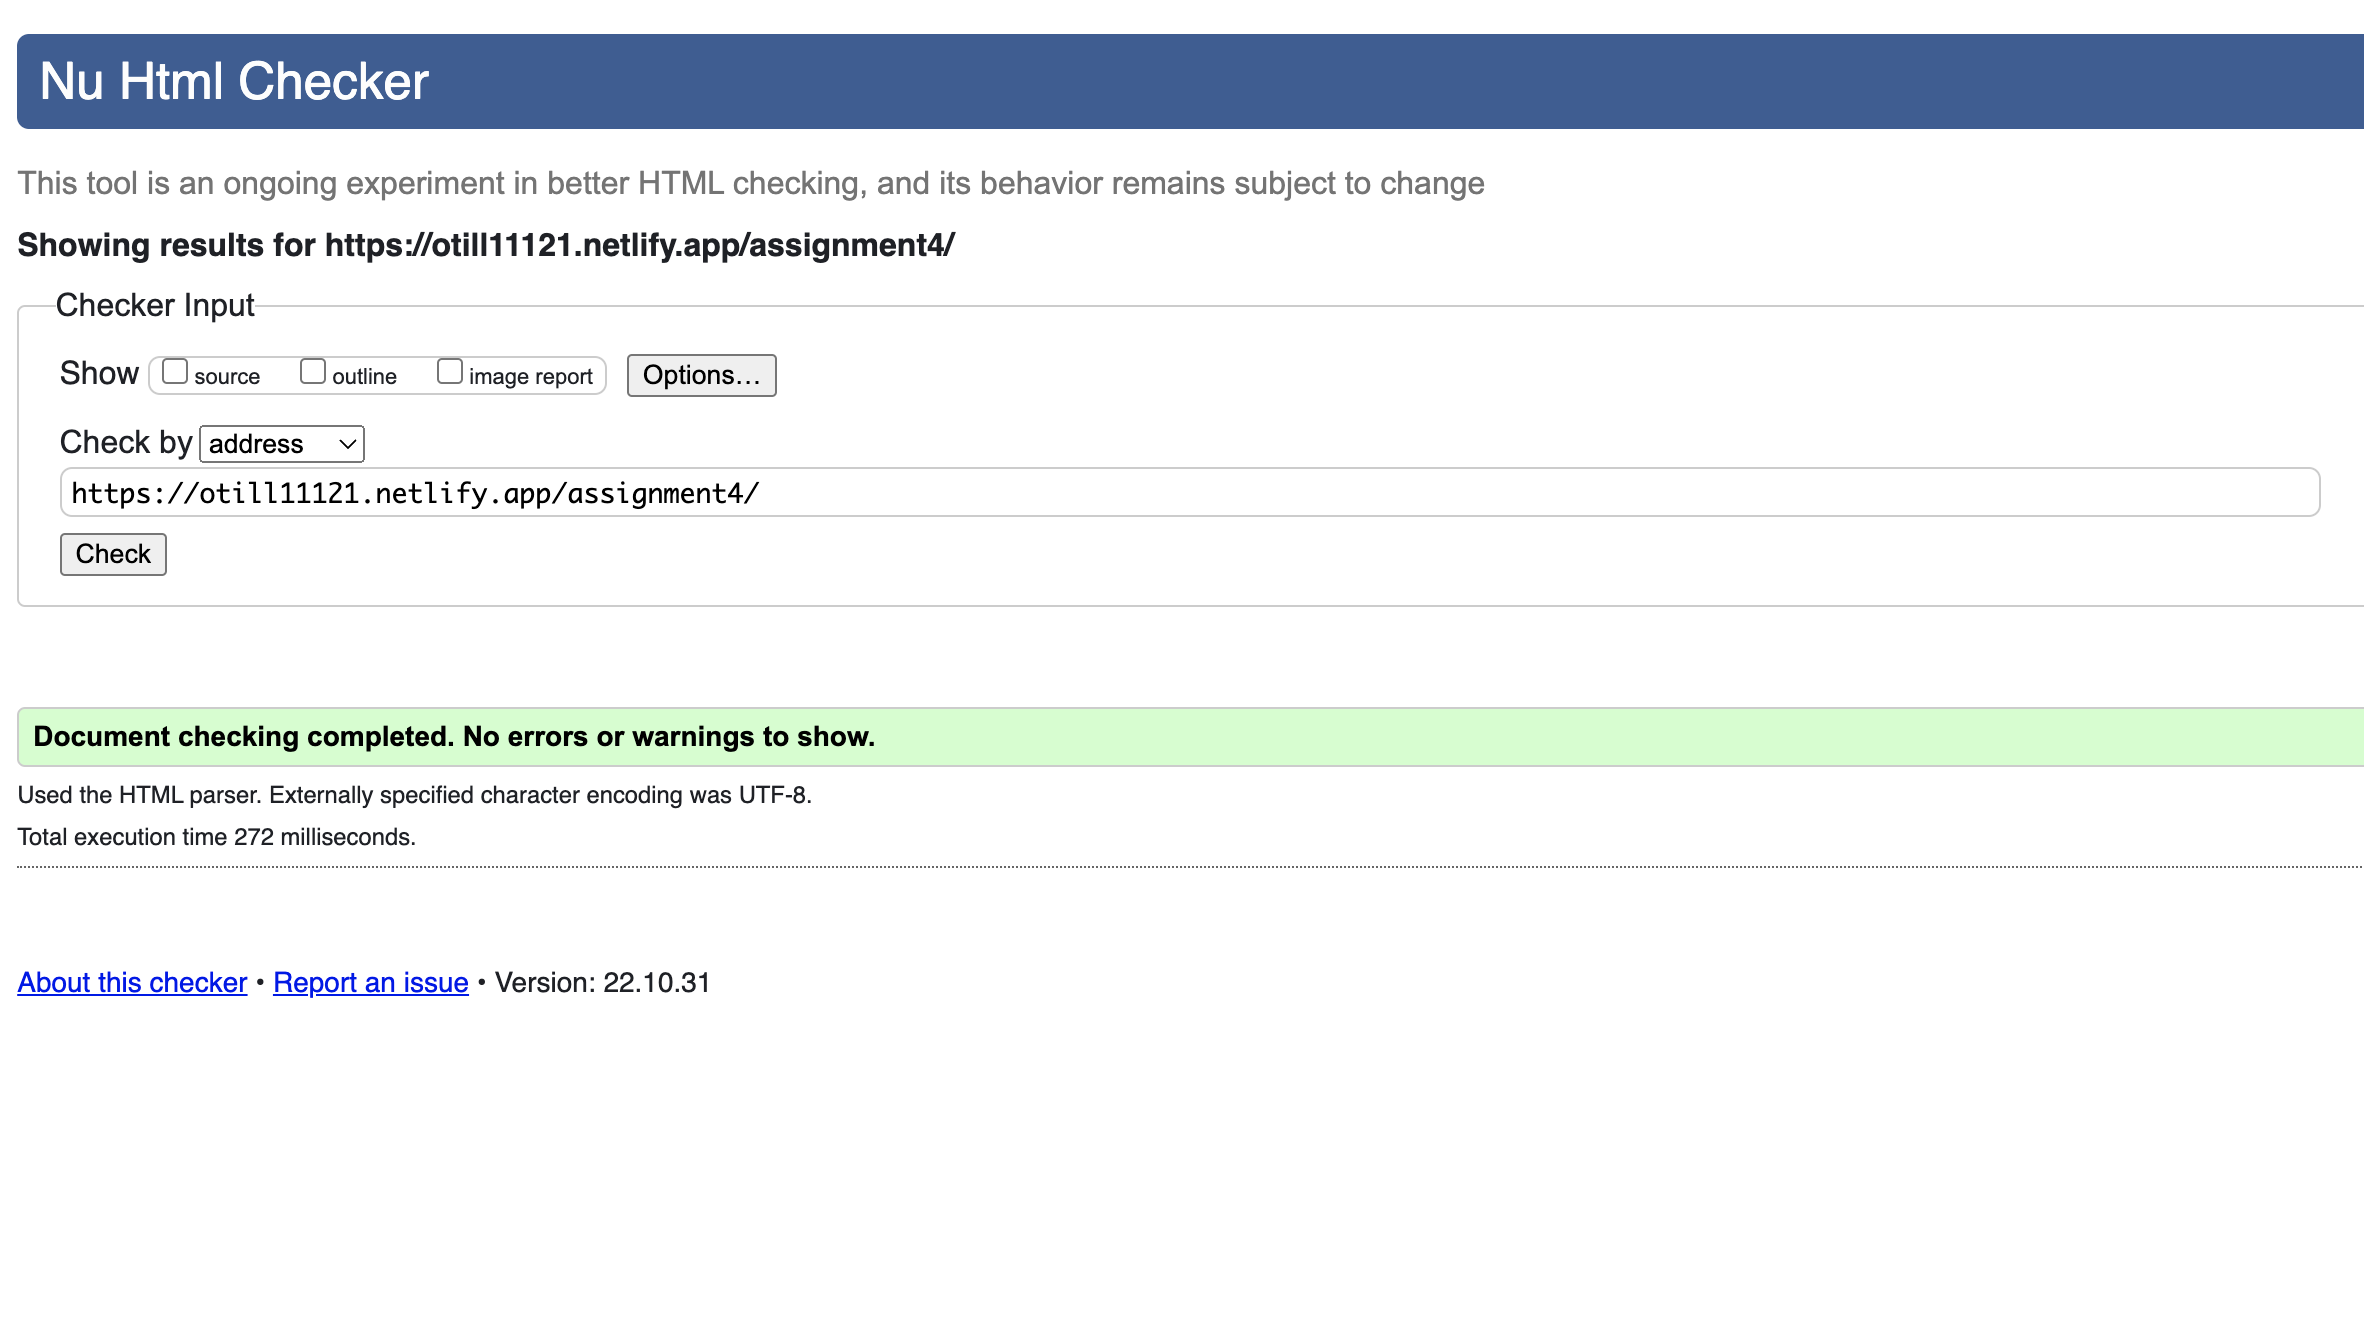 Nu Html Checker
This tool is an ongoing experiment in better HTML checking, and its behavior remains subject to change
Showing results for https://otill11121.netlify.app/assignment4/
Checker Input
Show source outline image report Options…
Check by address
https://otill11121.netlify.app/assignment4/
Check
Document checking completed. No errors or warnings to show.
Used the HTML parser. Externally specified character encoding was UTF-8.
Total execution time 272 milliseconds.
About this checker • Report an issue • Version: 22.10.31